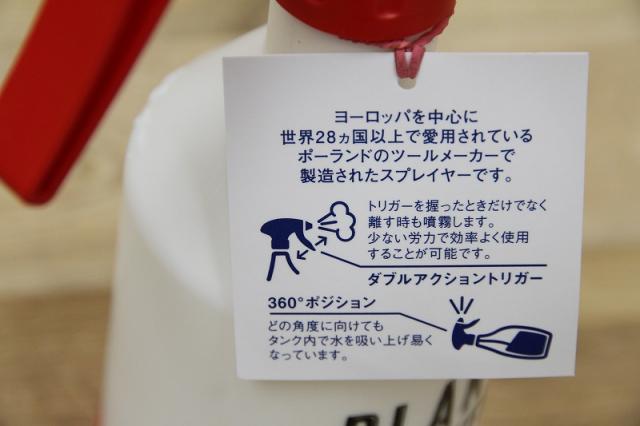 ヨーロッパを中心に
世界28ヵ国以上で愛用されている
ポーランドのツールメーカーで
製造されたスプレイヤーです。
トリガーを握ったときだけでなく
離す時も噴霧します。
少ない労力で効率よく使用
することが可能です。
ダブルアクショントリガー
360°ポジション
どの角度に向けても
タンク内で水を吸い上げ易く
なっています。